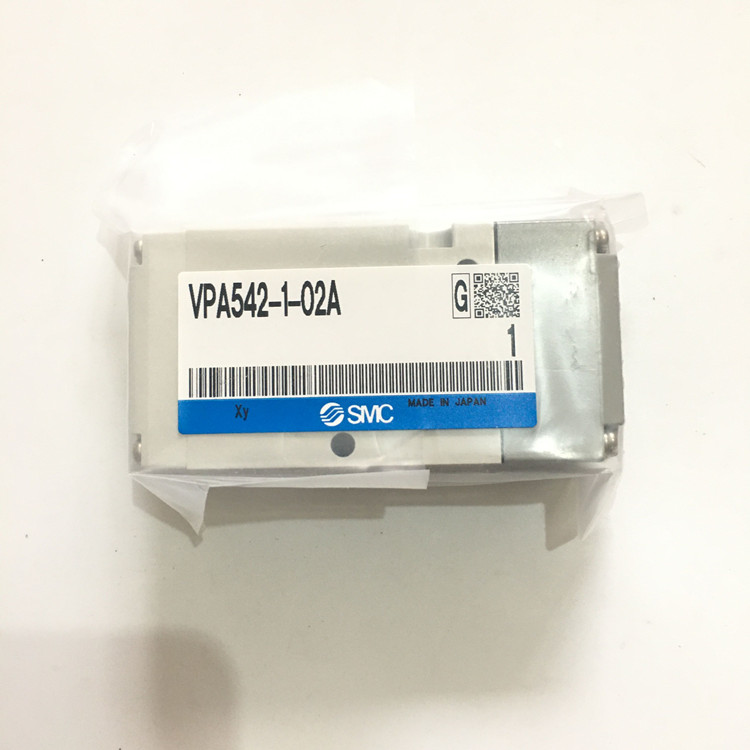 VPA542-1-02A
G
1
Xy
SMC
MADE IN JAPAN